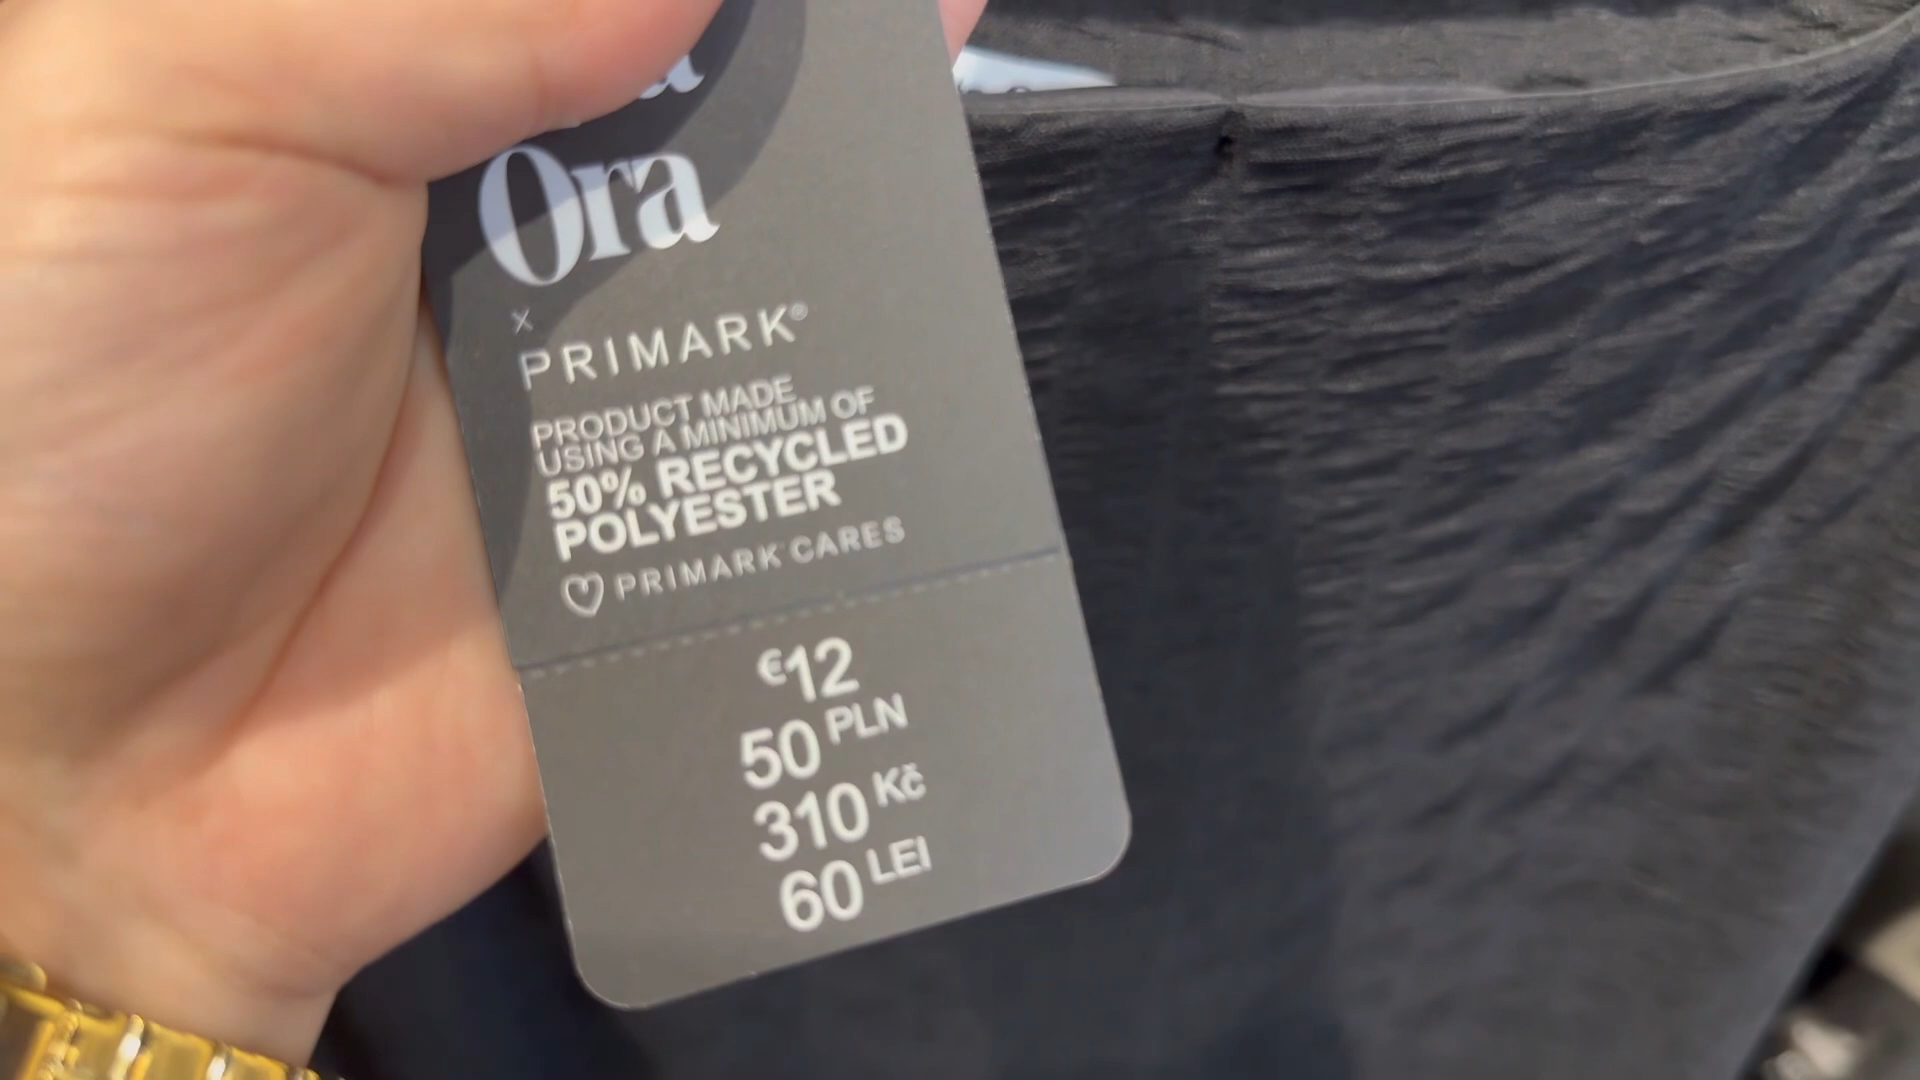 Ora
×
PRIMARK®
PRODUCT MADE
USING A MINIMUM OF
50% RECYCLED
POLYESTER
PRIMARK CARES
€12
50 PLN
310 Kč
60 LEI